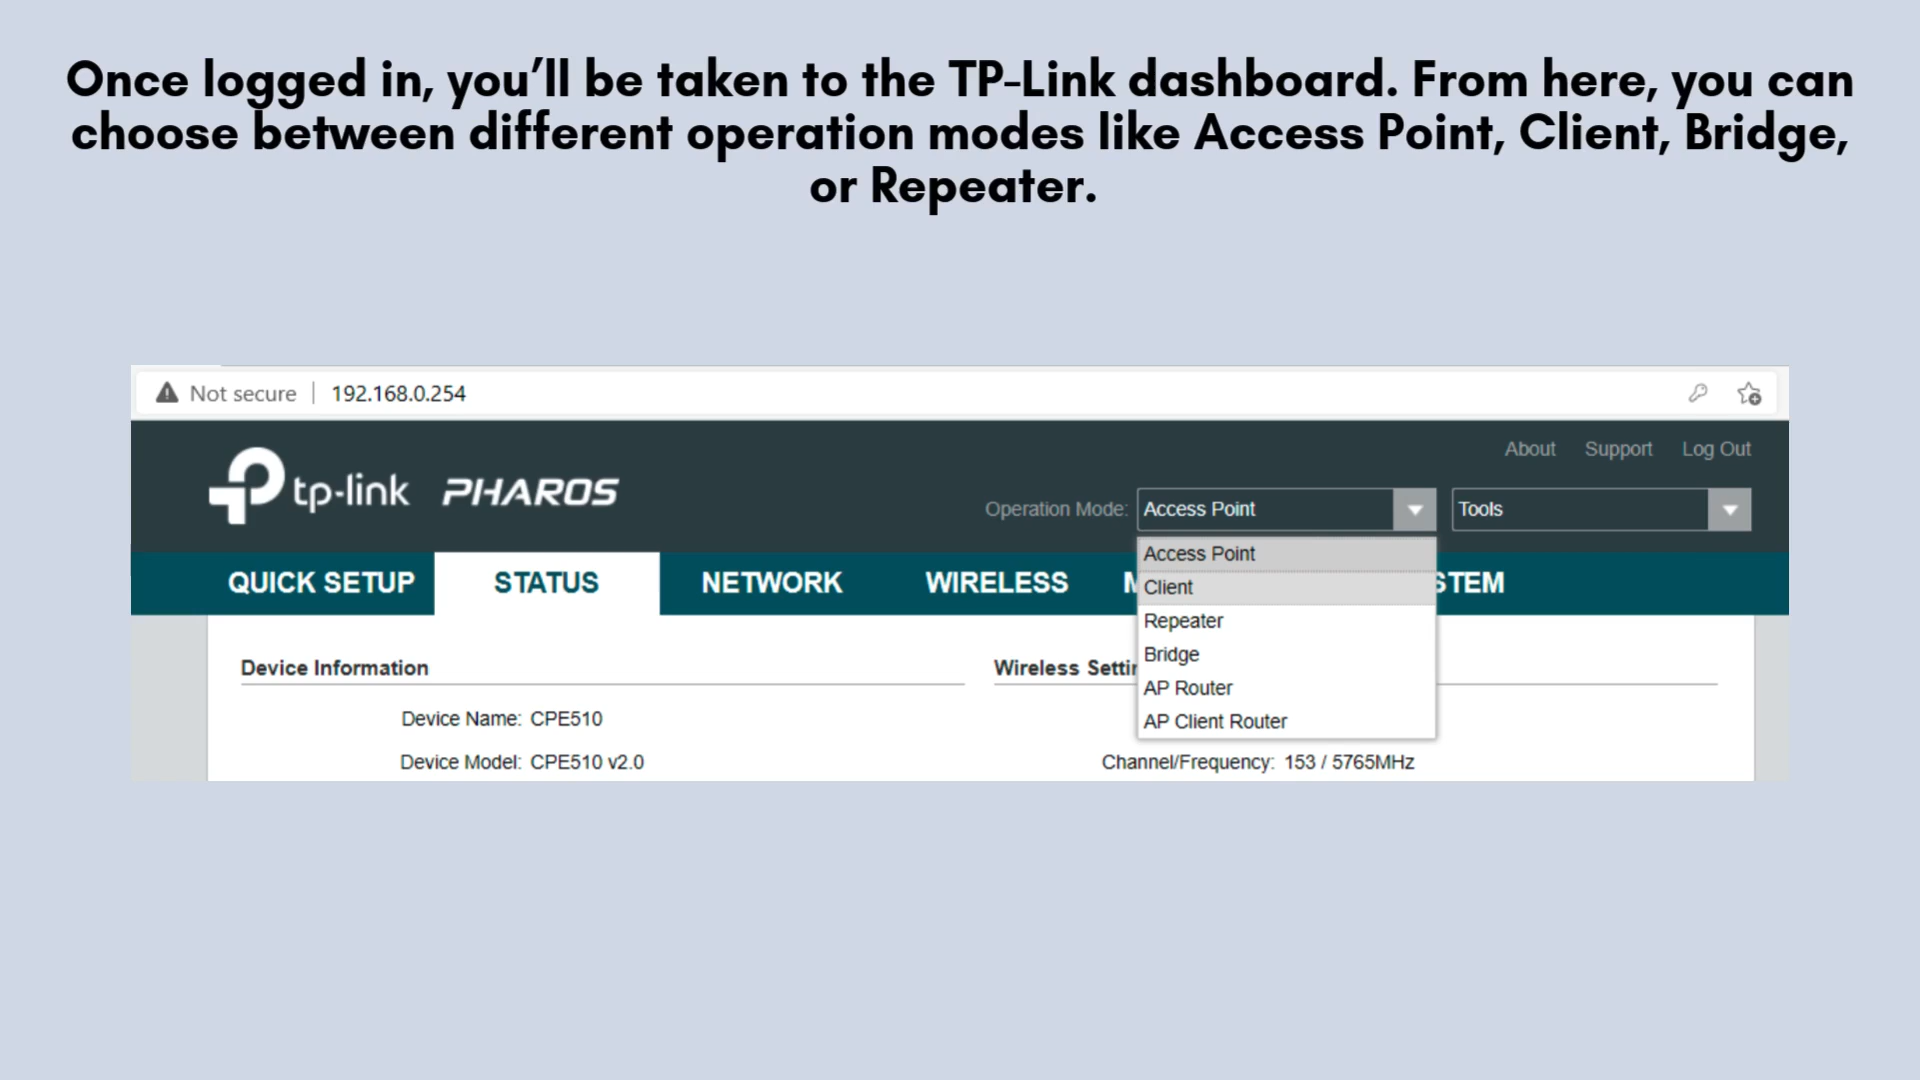 Once logged in, you’ll be taken to the TP-Link dashboard. From here, you can
choose between different operation modes like Access Point, Client, Bridge,
or Repeater.
Not secure | 192.168.0.254
About Support Log Out
tp-link PHAROS
Operation Mode: Access Point Tools
Access Point
Client
Repeater
Bridge
AP Router
AP Client Router
QUICK SETUP STATUS NETWORK WIRELESS M STEM
Device Information Wireless Settin
Device Name: CPE510
Device Model: CPE510 v2.0 Channel/Frequency: 153 / 5765MHz